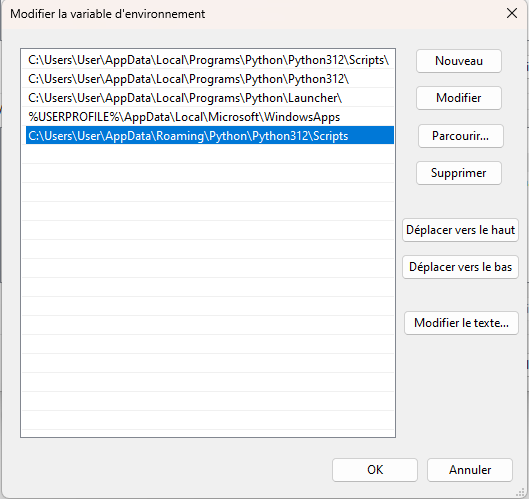 Modifier la variable d'environnement
C:\Users\User\AppData\Local\Programs\Python\Python312\Scripts\
C:\Users\User\AppData\Local\Programs\Python\Python312\
C:\Users\User\AppData\Local\Programs\Python\Launcher\
%USERPROFILE%\AppData\Local\Microsoft\WindowsApps
C:\Users\User\AppData\Roaming\Python\Python312\Scripts
Nouveau
Modifier
Parcourir...
Supprimer
Déplacer vers le haut
Déplacer vers le bas
Modifier le texte...
OK
Annuler